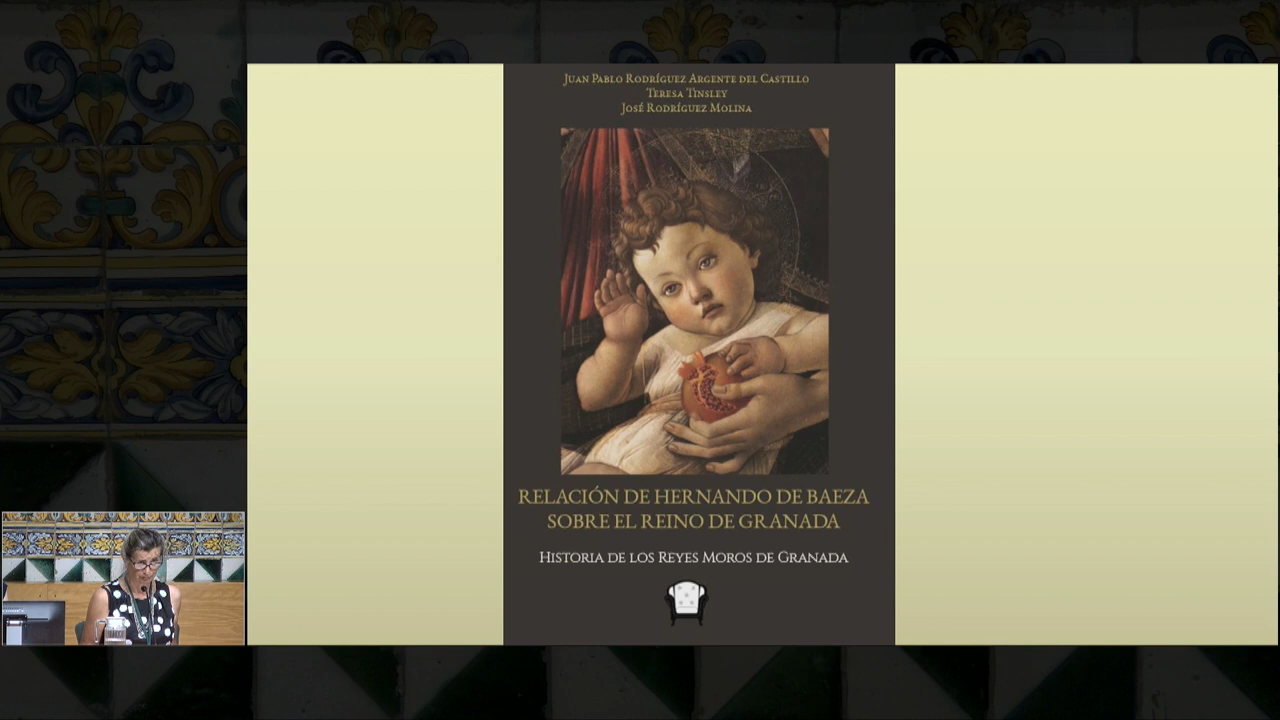 Juan Pablo Rodríguez Argente del Castillo
Teresa Tinsley
José Rodríguez Molina
RELACIÓN DE HERNANDO DE BAEZA
SOBRE EL REINO DE GRANADA
Historia de los Reyes Moros de Granada